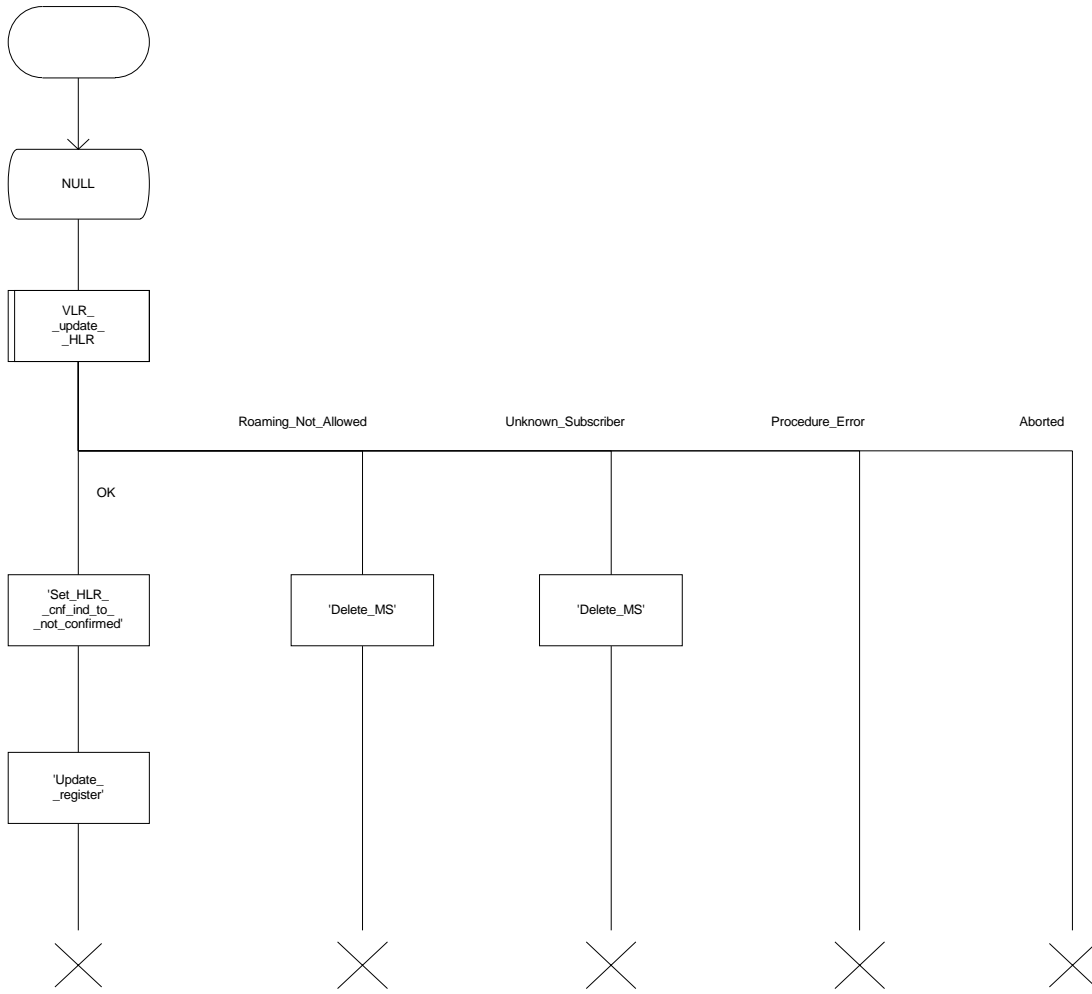 NULL
VLR_
_update_
_HLR
Roaming_Not_Allowed
Unknown_Subscriber
Procedure_Error
Aborted
OK
'Set_HLR_
_cnf_ind_to_
_not_confirmed'
'Delete_MS'
'Delete_MS'
'Update_
_register'